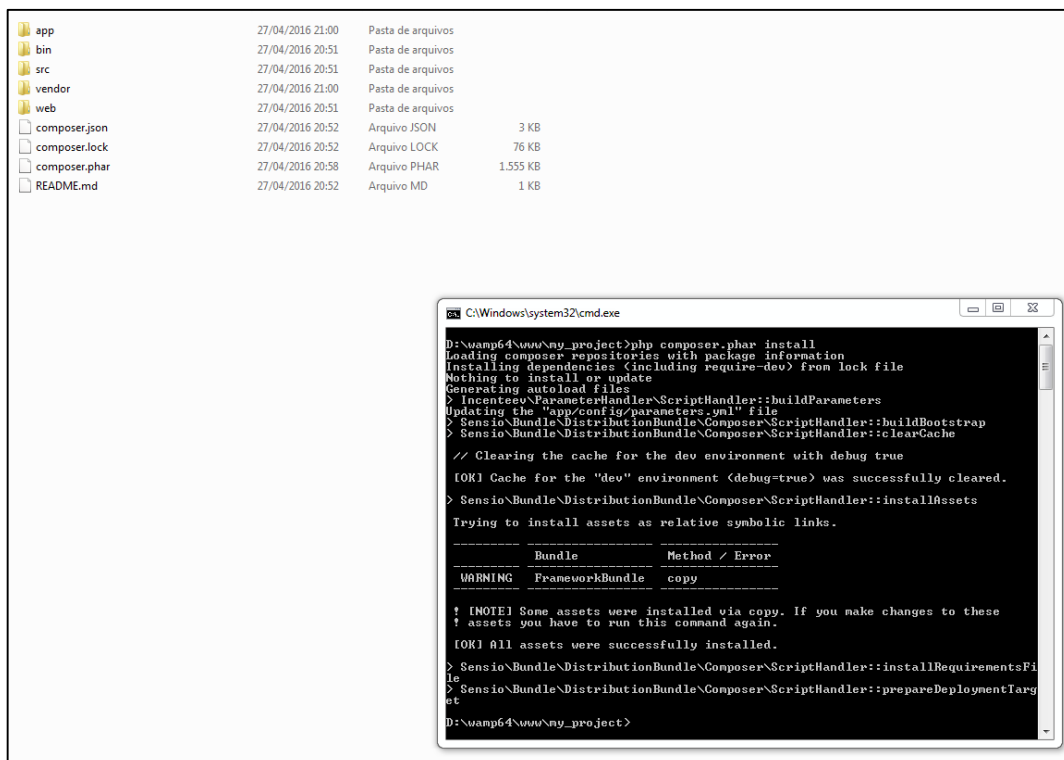 app 27/04/2016 21:00 Pasta de arquivos
bin 27/04/2016 20:51 Pasta de arquivos
src 27/04/2016 20:51 Pasta de arquivos
vendor 27/04/2016 21:00 Pasta de arquivos
web 27/04/2016 20:51 Pasta de arquivos
composer.json 27/04/2016 20:52 Arquivo JSON 3 KB
composer.lock 27/04/2016 20:52 Arquivo LOCK 76 KB
composer.phar 27/04/2016 20:58 Arquivo PHAR 1.555 KB
README.md 27/04/2016 20:52 Arquivo MD 1 KB
C:\Windows\system32\cmd.exe
D:\wamp64\www\my_project>php composer.phar install
Loading composer repositories with package information
Installing dependencies (including require-dev) from lock file
Nothing to install or update
Generating autoload files
> Incenteev\ParameterHandler\ScriptHandler::buildParameters
Updating the "app/config/parameters.yml" file
> Sensio\Bundle\DistributionBundle\Composer\ScriptHandler::buildBootstrap
> Sensio\Bundle\DistributionBundle\Composer\ScriptHandler::clearCache
// Clearing the cache for the dev environment with debug true
[OK] Cache for the "dev" environment (debug=true) was successfully cleared.
> Sensio\Bundle\DistributionBundle\Composer\ScriptHandler::installAssets
Trying to install assets as relative symbolic links.
Bundle Method / Error
WARNING FrameworkBundle copy
! [NOTE] Some assets were installed via copy. If you make changes to these
! assets you have to run this command again.
[OK] All assets were successfully installed.
> Sensio\Bundle\DistributionBundle\Composer\ScriptHandler::installRequirementsFi
le
> Sensio\Bundle\DistributionBundle\Composer\ScriptHandler::prepareDeploymentTarg
et
D:\wamp64\www\my_project>